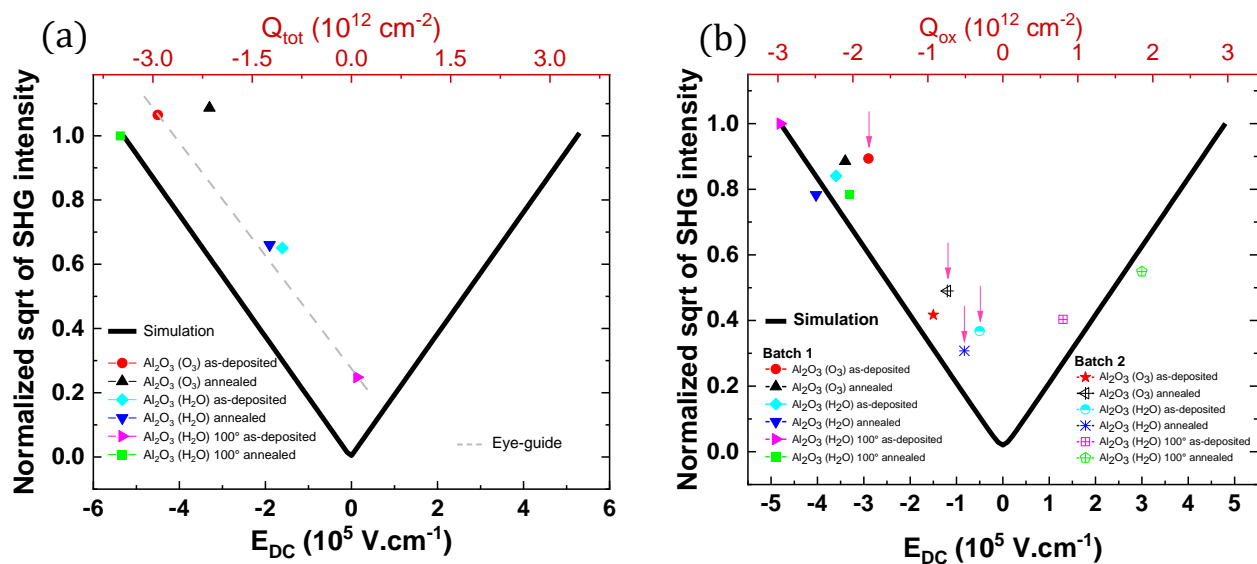 (a)
Q_tot (10^12 cm^-2)
-3.0 -1.5 0.0 1.5 3.0
Normalized sqrt of SHG intensity
1.0
0.8
0.6
0.4
0.2
0.0
Simulation
Al2O3 (O3) as-deposited
Al2O3 (O3) annealed
Al2O3 (H2O) as-deposited
Al2O3 (H2O) annealed
Al2O3 (H2O) 100° as-deposited
Al2O3 (H2O) 100° annealed
Eye-guide
-6 -4 -2 0 2 4 6
E_DC (10^5 V.cm^-1)
(b)
Q_ox (10^12 cm^-2)
-3 -2 -1 0 1 2 3
Normalized sqrt of SHG intensity
1.0
0.8
0.6
0.4
0.2
0.0
Simulation
Batch 1
Al2O3 (O3) as-deposited
Al2O3 (O3) annealed
Al2O3 (H2O) as-deposited
Al2O3 (H2O) annealed
Al2O3 (H2O) 100° as-deposited
Al2O3 (H2O) 100° annealed
Batch 2
Al2O3 (O3) as-deposited
Al2O3 (O3) annealed
Al2O3 (H2O) as-deposited
Al2O3 (H2O) annealed
Al2O3 (H2O) 100° as-deposited
Al2O3 (H2O) 100° annealed
-5 -4 -3 -2 -1 0 1 2 3 4 5
E_DC (10^5 V.cm^-1)